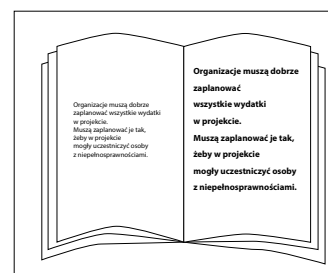 Organizacje muszą dobrze
zaplanować wszystkie wydatki
w projekcie.
Muszą zaplanować je tak,
żeby w projekcie
mogły uczestniczyć osoby
z niepełnosprawnościami.
Organizacje muszą dobrze
zaplanować
wszystkie wydatki
w projekcie.
Muszą zaplanować je tak,
żeby w projekcie
mogły uczestniczyć osoby
z niepełnosprawnościami.